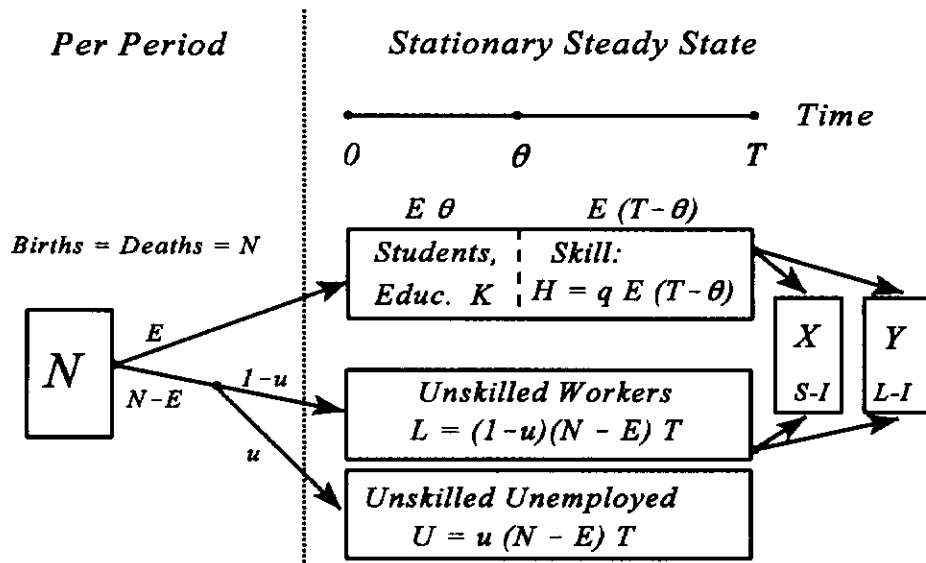 Per Period
Stationary Steady State
Time
0 θ T
E θ E (T-θ)
Births = Deaths = N
Students, Skill:
Educ. K H = q E (T-θ)
E
N
N-E
1-u
u
X Y
S-I L-I
Unskilled Workers
L = (1-u)(N - E) T
Unskilled Unemployed
U = u (N - E) T